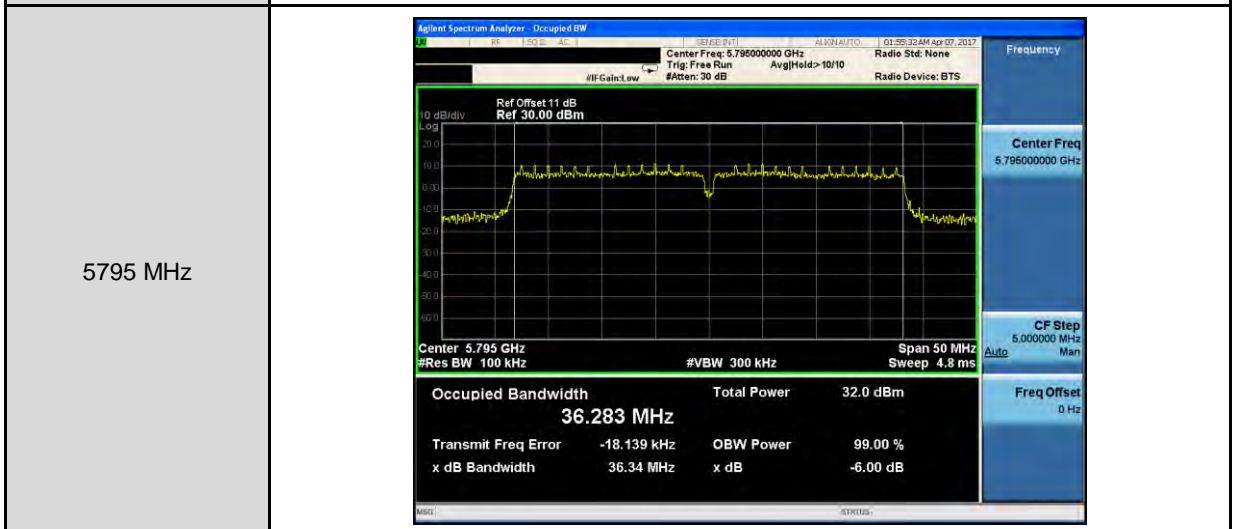 5795 MHz
Agilent Spectrum Analyzer - Occupied BW
RF 50 Ω AC SENSE:INT ALIGN AUTO 01:55:32 AM Apr 07, 2017
Center Freq: 5.795000000 GHz Radio Std: None
Trig: Free Run Avg|Hold:> 10/10
#IFGain:Low #Atten: 30 dB Radio Device: BTS
Ref Offset 11 dB
10 dB/div Ref 30.00 dBm
Log
20.0
10.0
0.00
-10.0
-20.0
-30.0
-40.0
-50.0
-60.0
Center 5.795 GHz Span 50 MHz
#Res BW 100 kHz #VBW 300 kHz Sweep 4.8 ms
Occupied Bandwidth Total Power 32.0 dBm
36.283 MHz
Transmit Freq Error -18.139 kHz OBW Power 99.00 %
x dB Bandwidth 36.34 MHz x dB -6.00 dB
MSG STATUS
Frequency
Center Freq
5.795000000 GHz
CF Step
5.000000 MHz
Auto Man
Freq Offset
0 Hz